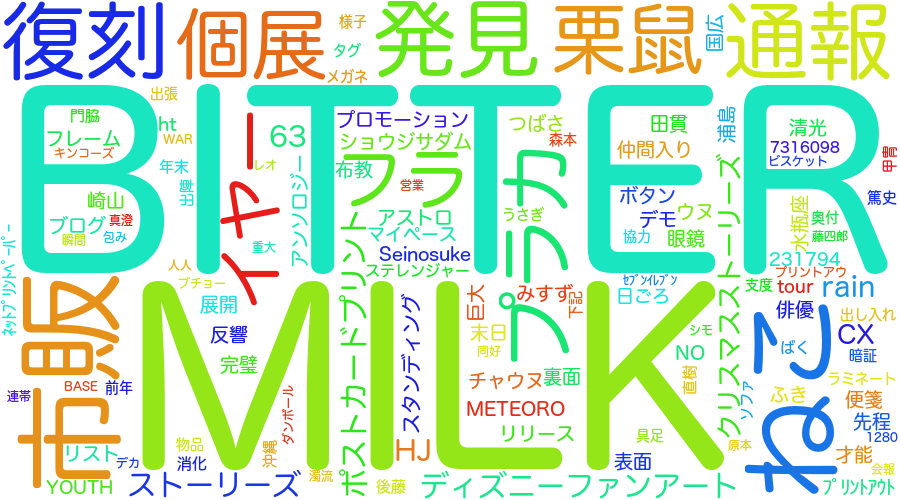 復刻
個展
発見
栗鼠
通報
様子
タグ
メガネ
国広
BITTER
MILK
出張
門脇
フレーム
キンコーズ
ht
WAR
年末
出陣
崎山
ブログ
真澄
瞬間
包み
イヤー
63
レオ
アンソロジー
プロモーション
ショウジサダム
フラ
布教
営業
アストロ
マイペース
Seinosuke
ステレンジャー
つばさ
森本
プラカ
うさぎ
田貫
仲間入り
浦島
清光
7316098
ビスケット
甲冑
篤史
ボタン
デモ
ウヌ
協力
眼鏡
水瓶座
奥付
藤四郎
231794
プリントアウ
ネットプリントペーパー
市販
人人
プチョー
重大
展開
反響
完璧
ポストカードプリント
スタンディング
巨大
みすず
下記
末日
同好
セブンイレブン
日ごろ
支度
tour
rain
俳優
出し入れ
CX
暗証
ねこ
ばく
シモ
NO
クリスマスストーリーズ
直樹
ソファ
連帯
BASE
前年
ダンボール
チャウヌ
裏面
METEORO
リリース
ラミネート
便箋
ふき
先程
1280
リスト
デカ
物品
消化
沖縄
濁流
HJ
具足
表面
原本
才能
会報
YOUTH
ストーリーズ
後藤
ディズニーファンアート
プリントアウト